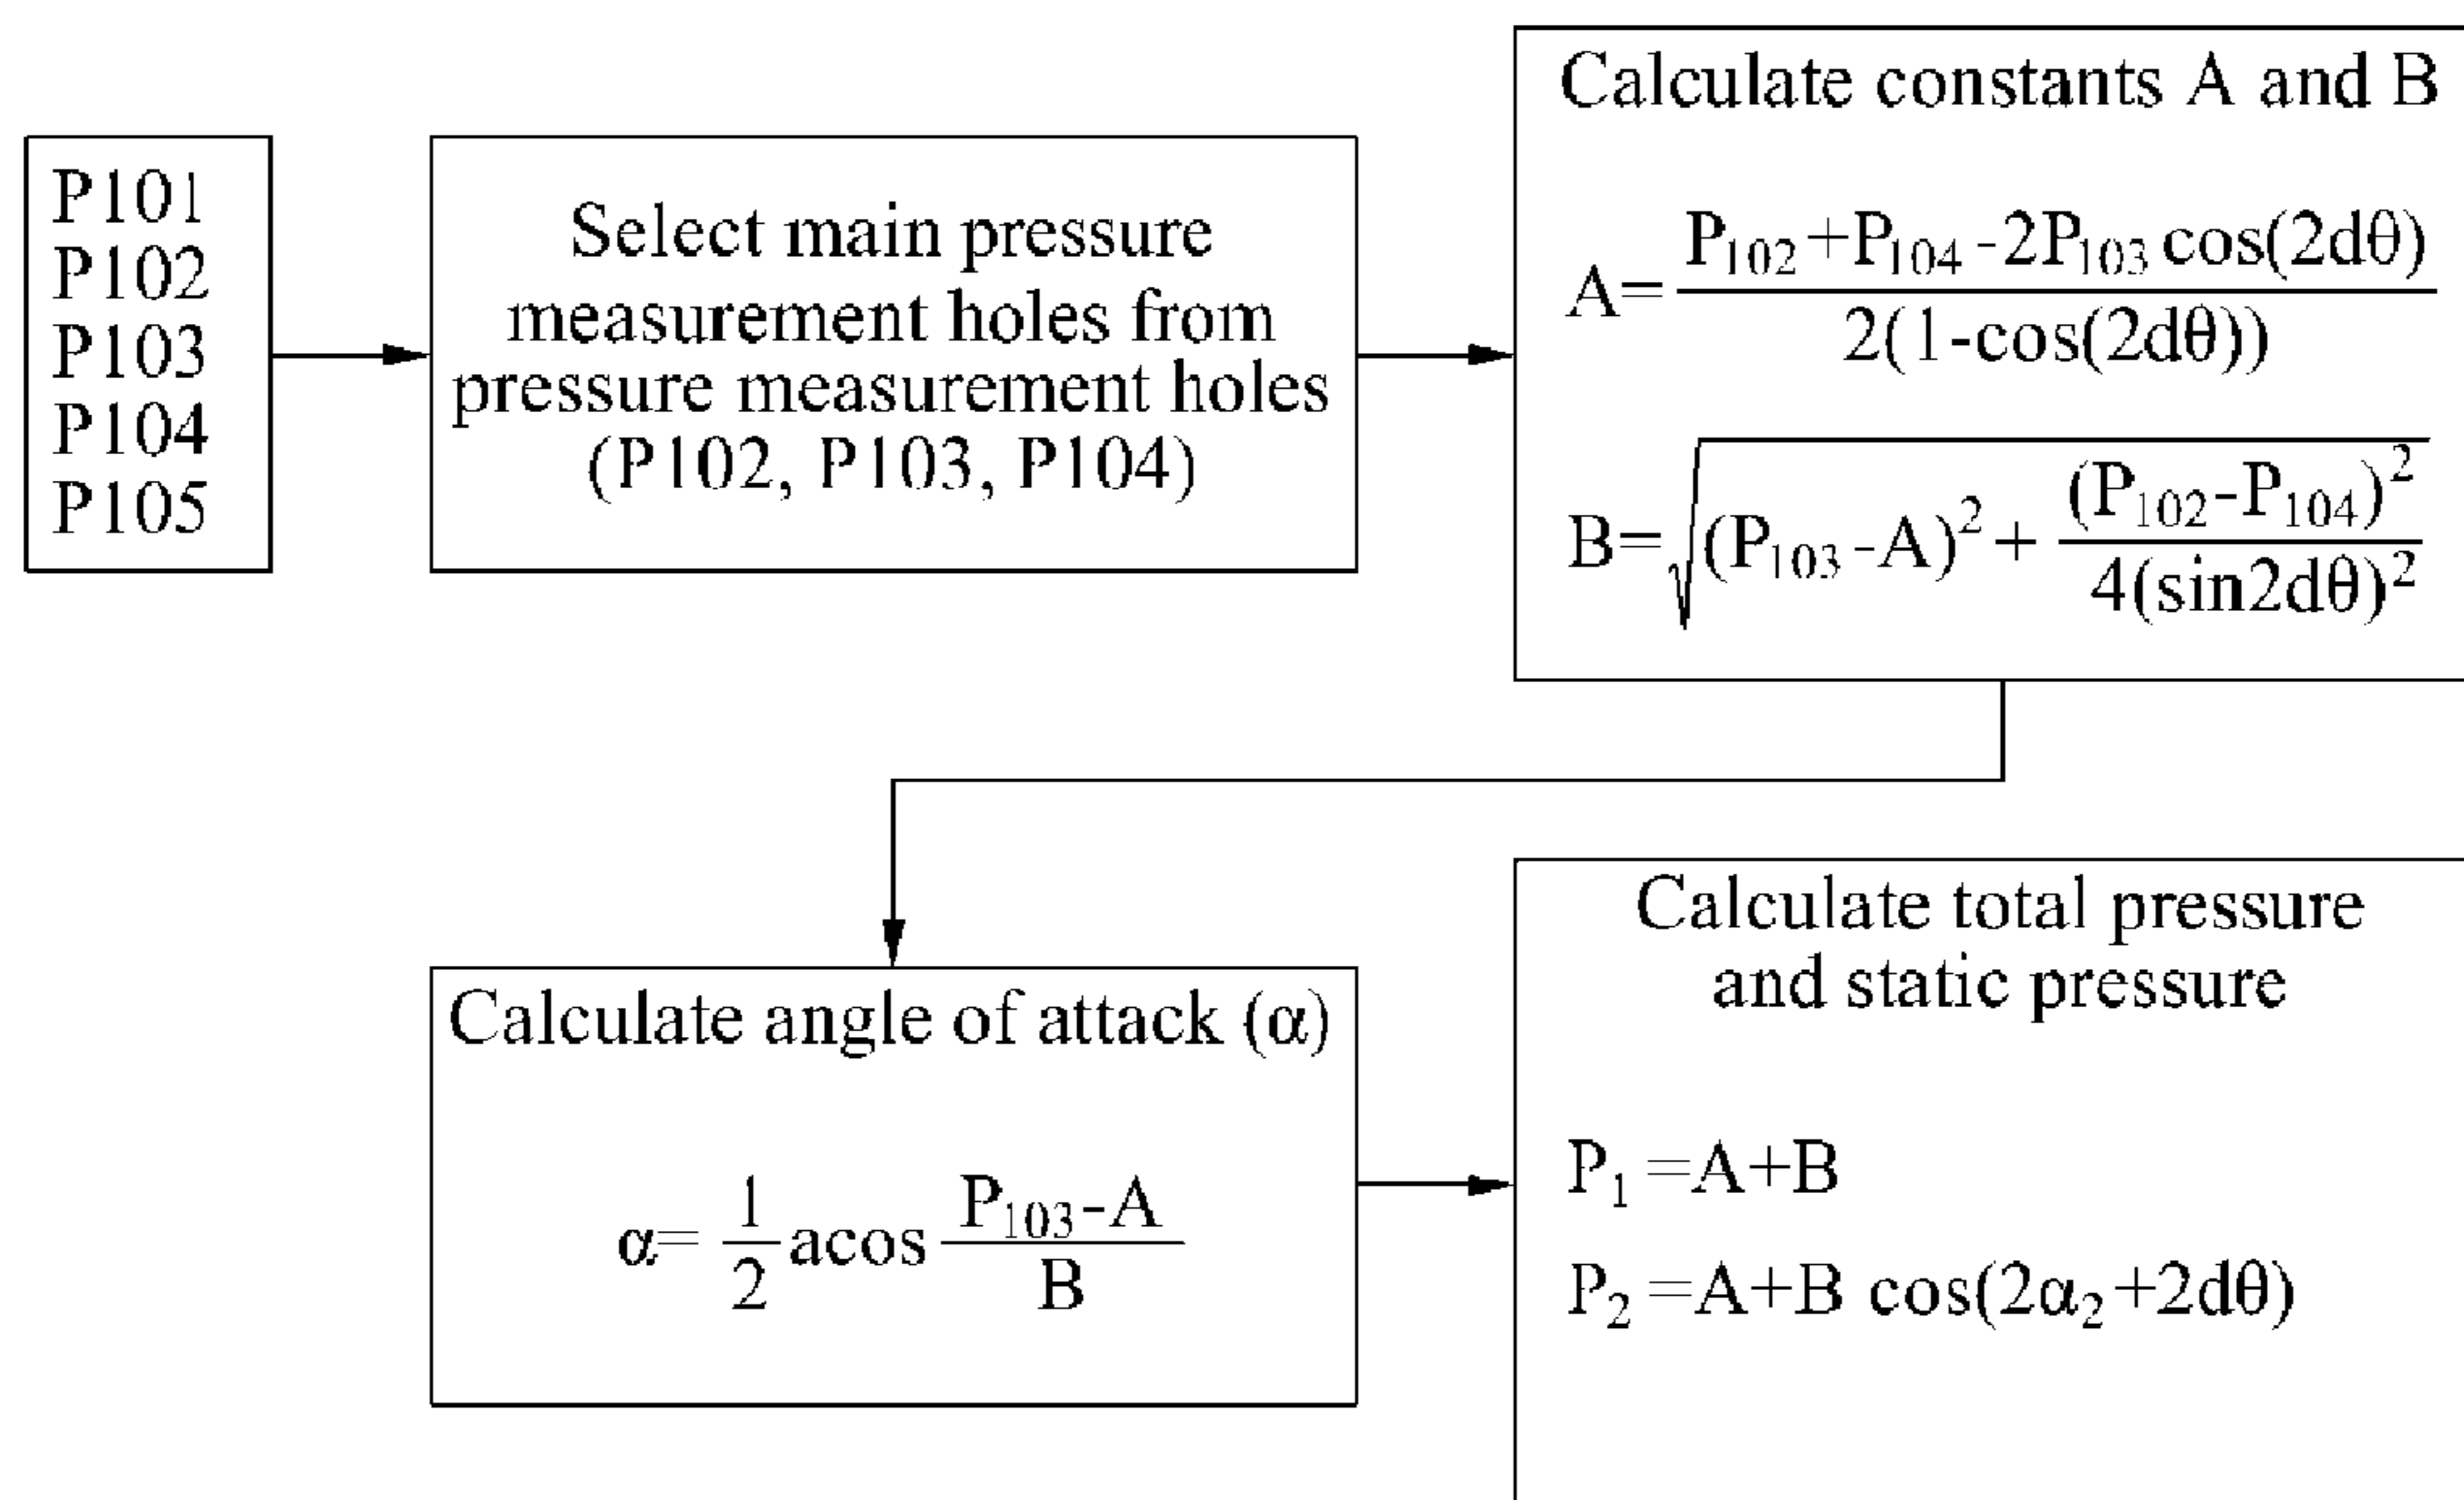 P101
P102
P103
P104
P105
Select main pressure
measurement holes from
pressure measurement holes
(P102, P103, P104)
Calculate constants A and B
A= P₁₀₂+P₁₀₄-2P₁₀₃cos(2dθ) / 2(1-cos(2dθ))
B=√((P₁₀₃-A)² + (P₁₀₂-P₁₀₄)² / 4(sin2dθ)²)
Calculate angle of attack (α)
α= 1/2 acos P₁₀₃-A / B
Calculate total pressure
and static pressure
P₁=A+B
P₂=A+B cos(2α₂+2dθ)